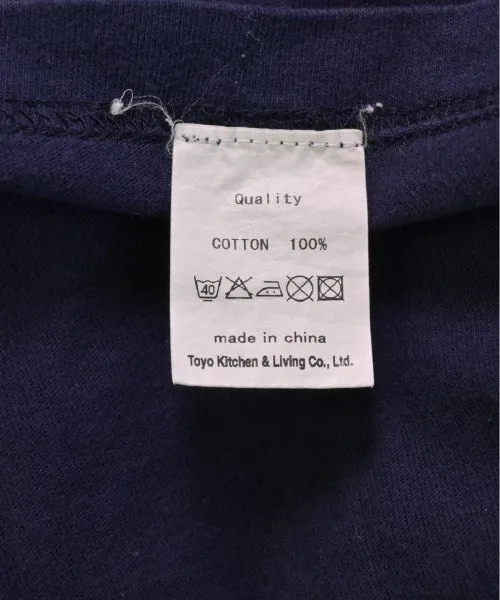 Quality
COTTON 100%
40
made in china
Toyo Kitchen & Living Co., Ltd.